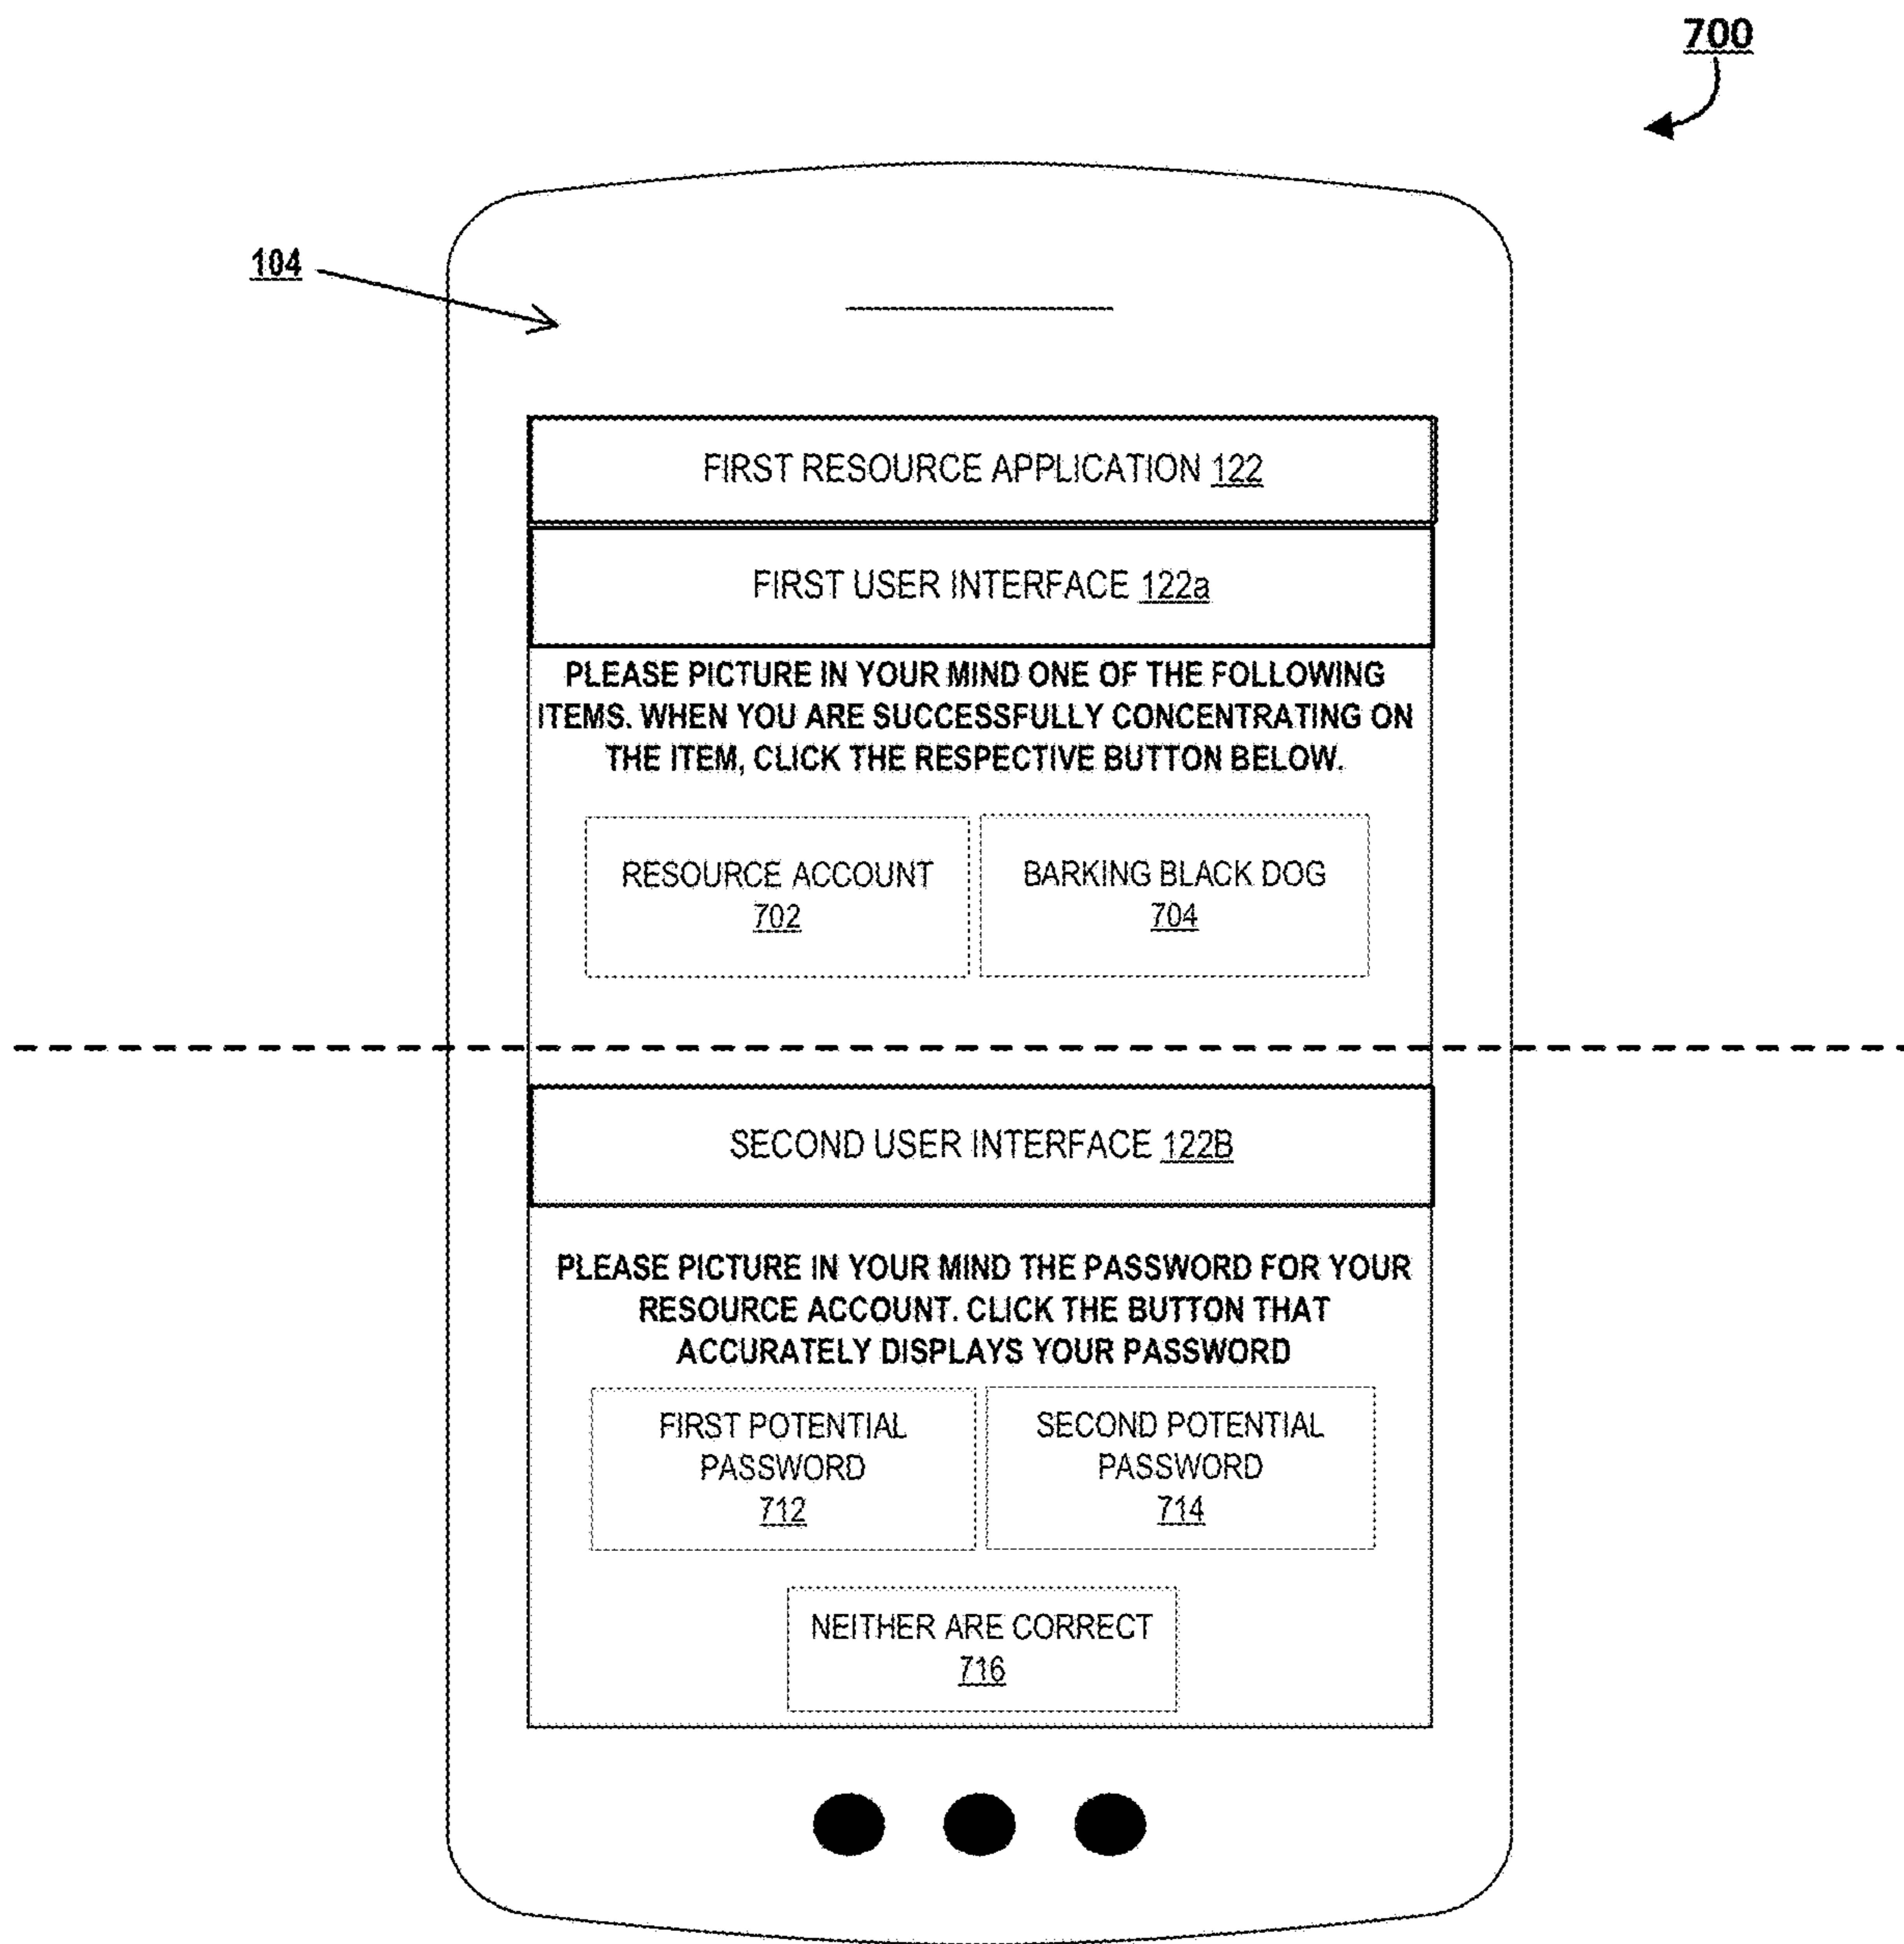 700
104
FIRST RESOURCE APPLICATION 122
FIRST USER INTERFACE 122a
PLEASE PICTURE IN YOUR MIND ONE OF THE FOLLOWING
ITEMS. WHEN YOU ARE SUCCESSFULLY CONCENTRATING ON
THE ITEM, CLICK THE RESPECTIVE BUTTON BELOW.
RESOURCE ACCOUNT
702
BARKING BLACK DOG
704
SECOND USER INTERFACE 122B
PLEASE PICTURE IN YOUR MIND THE PASSWORD FOR YOUR
RESOURCE ACCOUNT. CLICK THE BUTTON THAT
ACCURATELY DISPLAYS YOUR PASSWORD
FIRST POTENTIAL
PASSWORD
712
SECOND POTENTIAL
PASSWORD
714
NEITHER ARE CORRECT
716